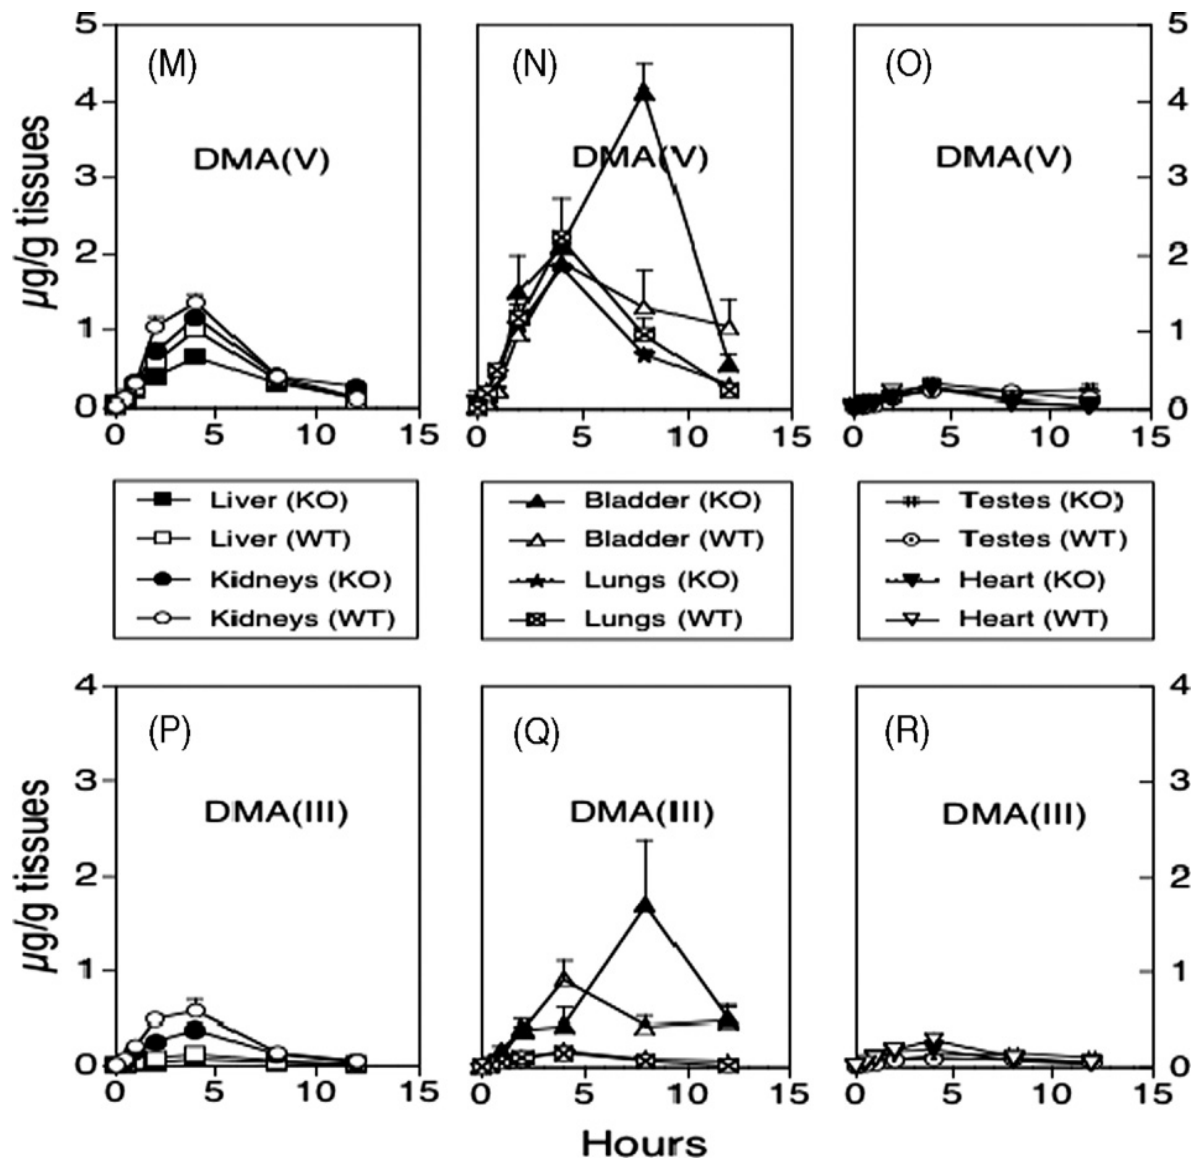 5 (M) (N) (O) 5
4 4
DMA(V) DMA(V) DMA(V)
3 3
µg/g tissues
2 2
1 1
0 0
0 5 10 15 0 5 10 15 0 5 10 15
Liver (KO) Bladder (KO) Testes (KO)
Liver (WT) Bladder (WT) Testes (WT)
Kidneys (KO) Lungs (KO) Heart (KO)
Kidneys (WT) Lungs (WT) Heart (WT)
4 4
(P) (Q) (R)
3 3
DMA(III) DMA(III) DMA(III)
µg/g tissues
2 2
1 1
0 0
0 5 10 15 0 5 10 15 0 5 10 15
Hours